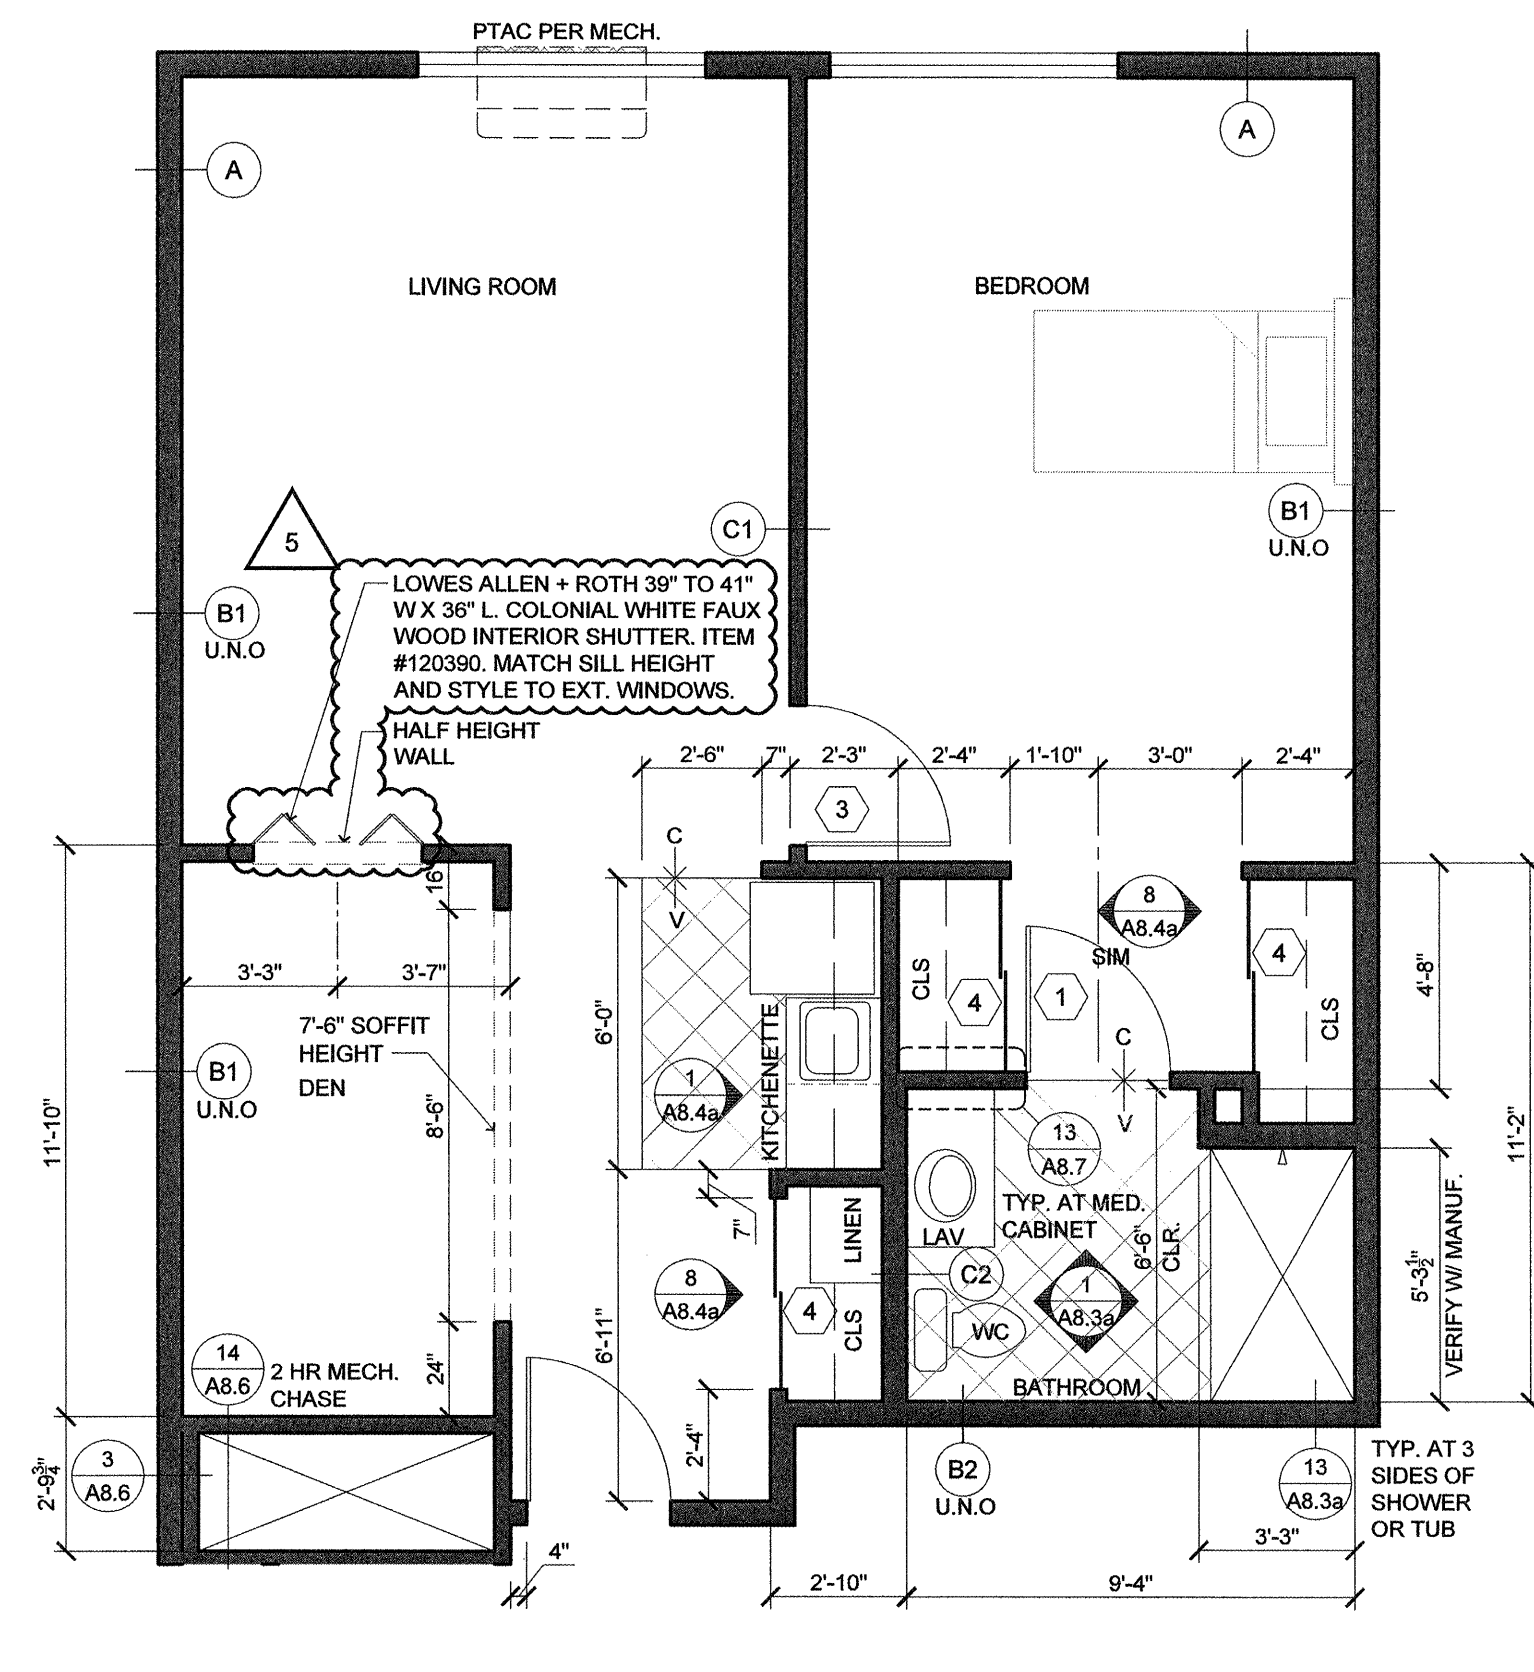 PTAC PER MECH.
A
A
LIVING ROOM
BEDROOM
C1
B1
U.N.O
5
LOWES ALLEN + ROTH 39" TO 41"
W X 36" L. COLONIAL WHITE FAUX
WOOD INTERIOR SHUTTER. ITEM
#120390. MATCH SILL HEIGHT
AND STYLE TO EXT. WINDOWS.
B1
U.N.O
HALF HEIGHT
WALL
2'-6"
7"
2'-3"
2'-4"
1'-10"
3'-0"
2'-4"
3
C
V
16"
8
A8.4a
SIM
CLS
4
1
4
CLS
4'-8"
3'-3"
3'-7"
7'-6" SOFFIT
HEIGHT
DEN
6'-0"
KITCHENETTE
1
A8.4a
C
V
B1
U.N.O
11'-10"
8'-6"
11'-2"
13
A8.7
TYP. AT MED.
CABINET
LAV
7"
LINEN
6'-6"
CLR.
C2
8
A8.4a
4
CLS
1
A8.3a
WC
BATHROOM
5'-3 1/2"
VERIFY W/ MANUF.
6'-11"
24"
14
A8.6
2 HR MECH.
CHASE
2'-4"
3
A8.6
2'-9 3/4"
B2
U.N.O
13
A8.3a
TYP. AT 3
SIDES OF
SHOWER
OR TUB
4"
3'-3"
2'-10"
9'-4"